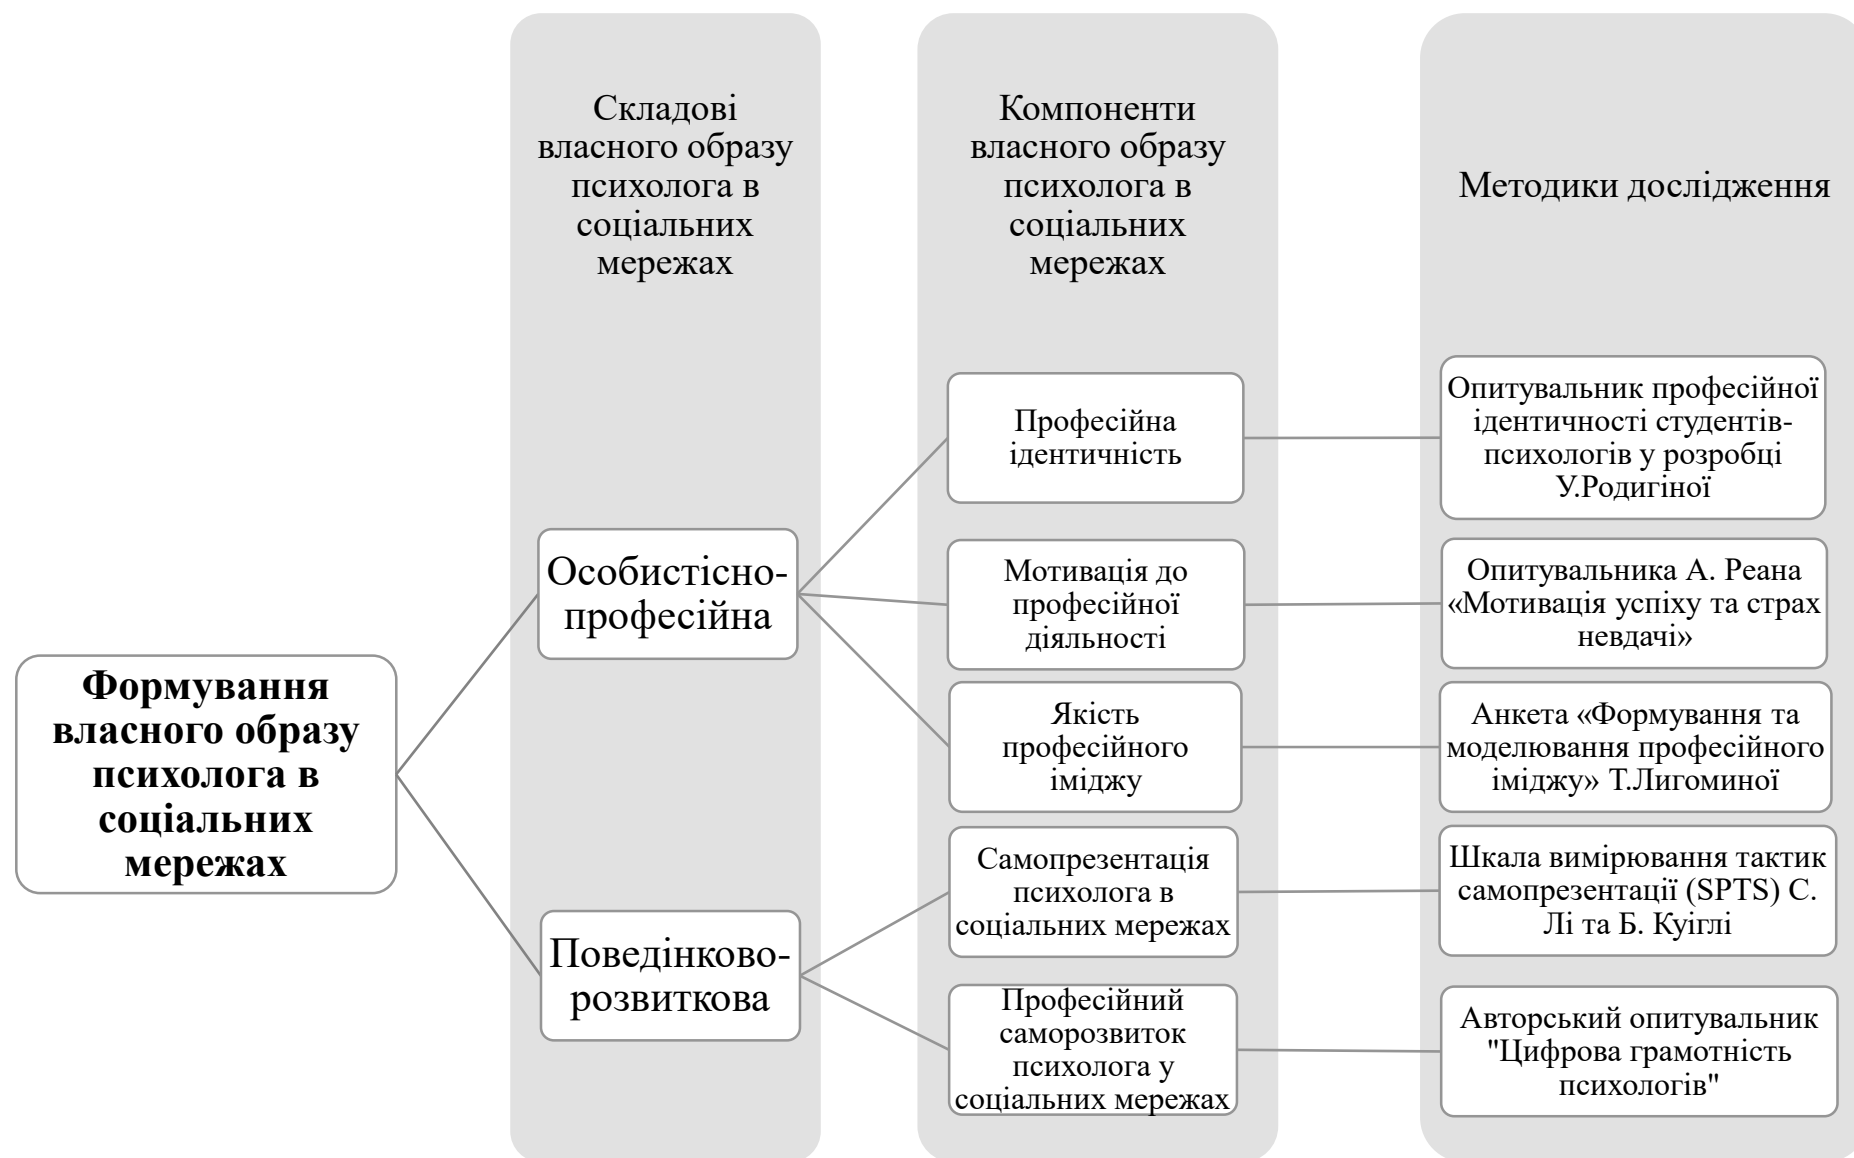 Складові
власного образу
психолога в
соціальних
мережах
Компоненти
власного образу
психолога в
соціальних
мережах
Методики дослідження
Формування
власного образу
психолога в
соціальних
мережах
Особистісно-
професійна
Професійна
ідентичність
Опитувальник професійної
ідентичності студентів-
психологів у розробці
У.Родигіної
Мотивація до
професійної
діяльності
Опитувальника А. Реана
«Мотивація успіху та страх
невдачі»
Якість
професійного
іміджу
Анкета «Формування та
моделювання професійного
іміджу» Т.Лигоминої
Поведінково-
розвиткова
Самопрезентація
психолога в
соціальних мережах
Шкала вимірювання тактик
самопрезентації (SPTS) С.
Лі та Б. Куіглі
Професійний
саморозвиток
психолога у
соціальних мережах
Авторський опитувальник
"Цифрова грамотність
психологів"